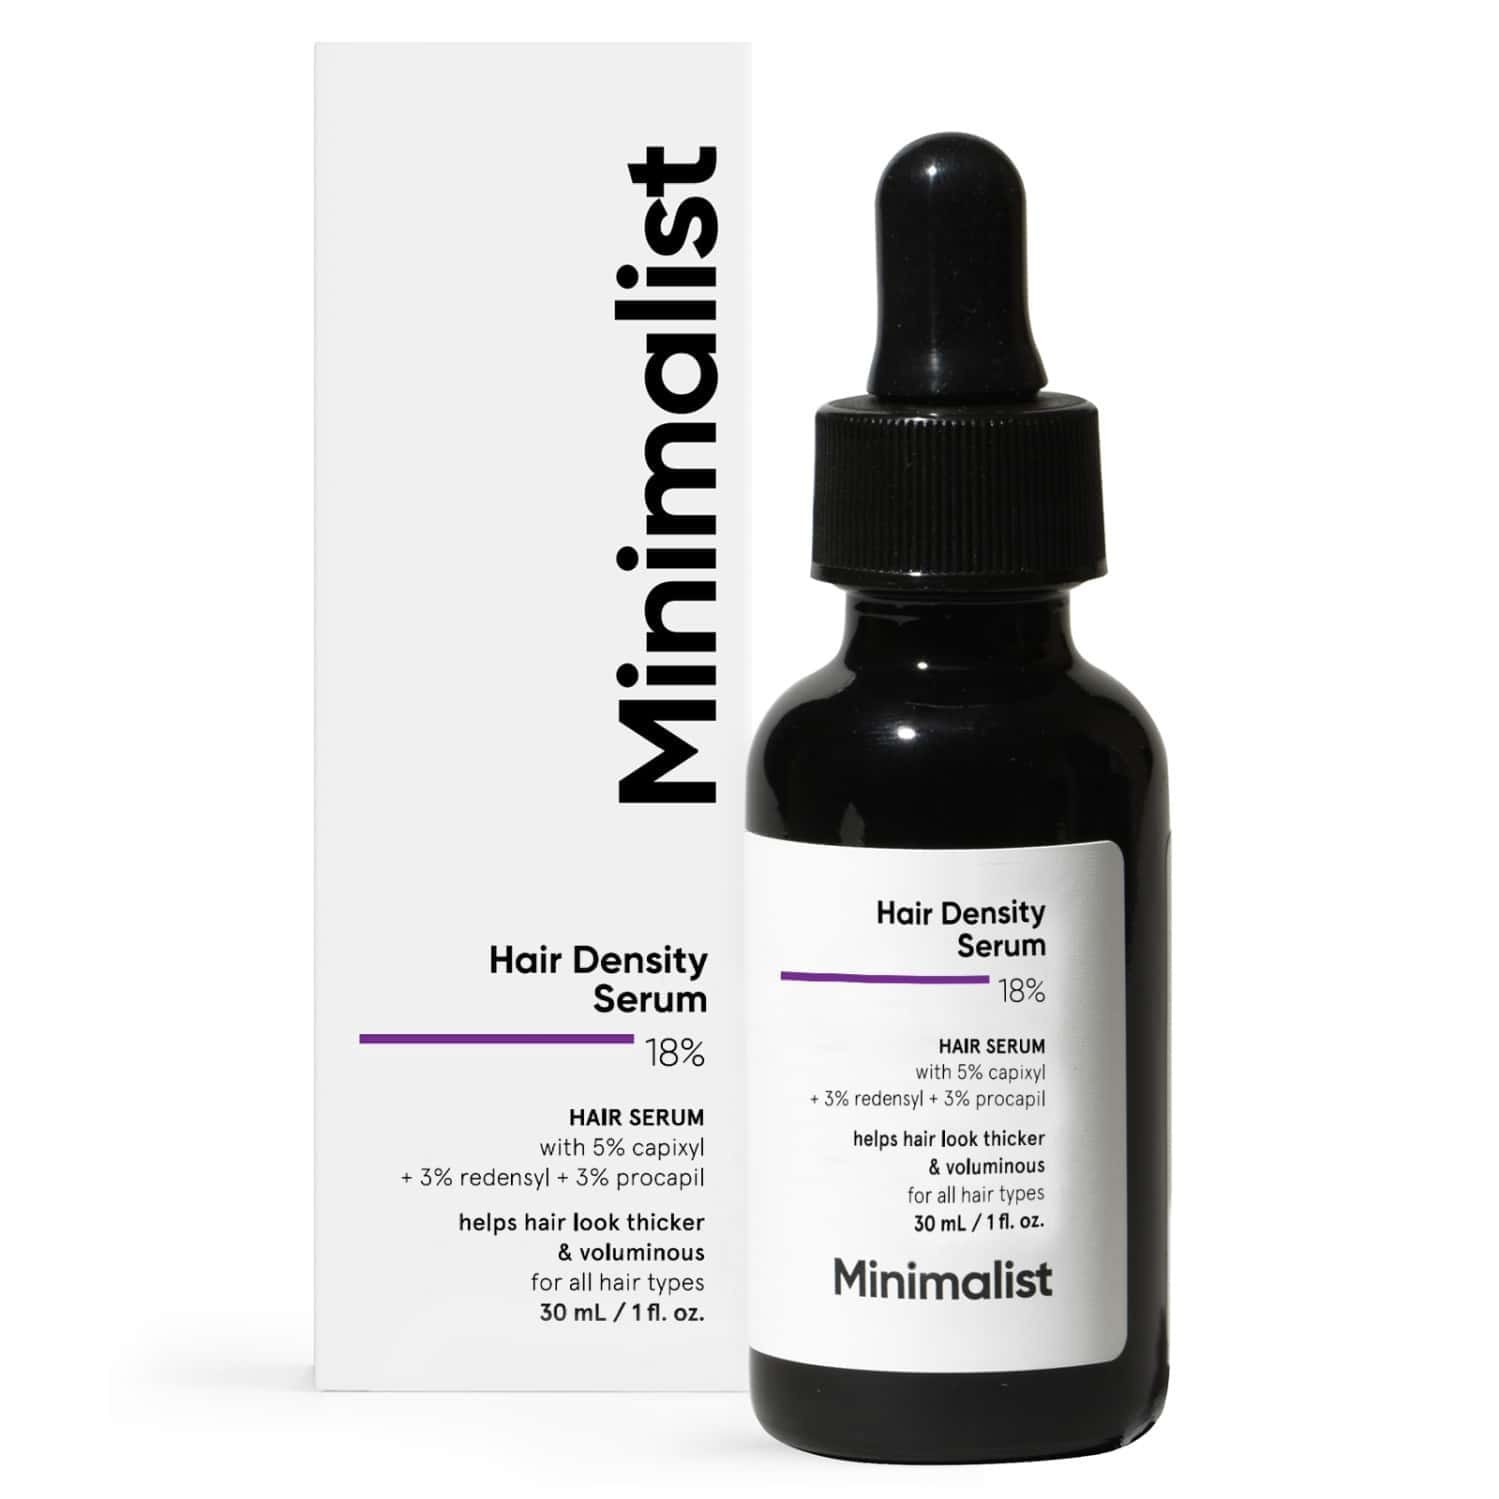 Minimalist
Hair Density
Serum
18%
HAIR SERUM
with 5% capixyl
+ 3% redensyl + 3% procapil
helps hair look thicker
& voluminous
for all hair types
30 mL / 1 fl. oz.
Hair Density
Serum
18%
HAIR SERUM
with 5% capixyl
+ 3% redensyl + 3% procapil
helps hair look thicker
& voluminous
for all hair types
30 mL / 1 fl. oz.
Minimalist